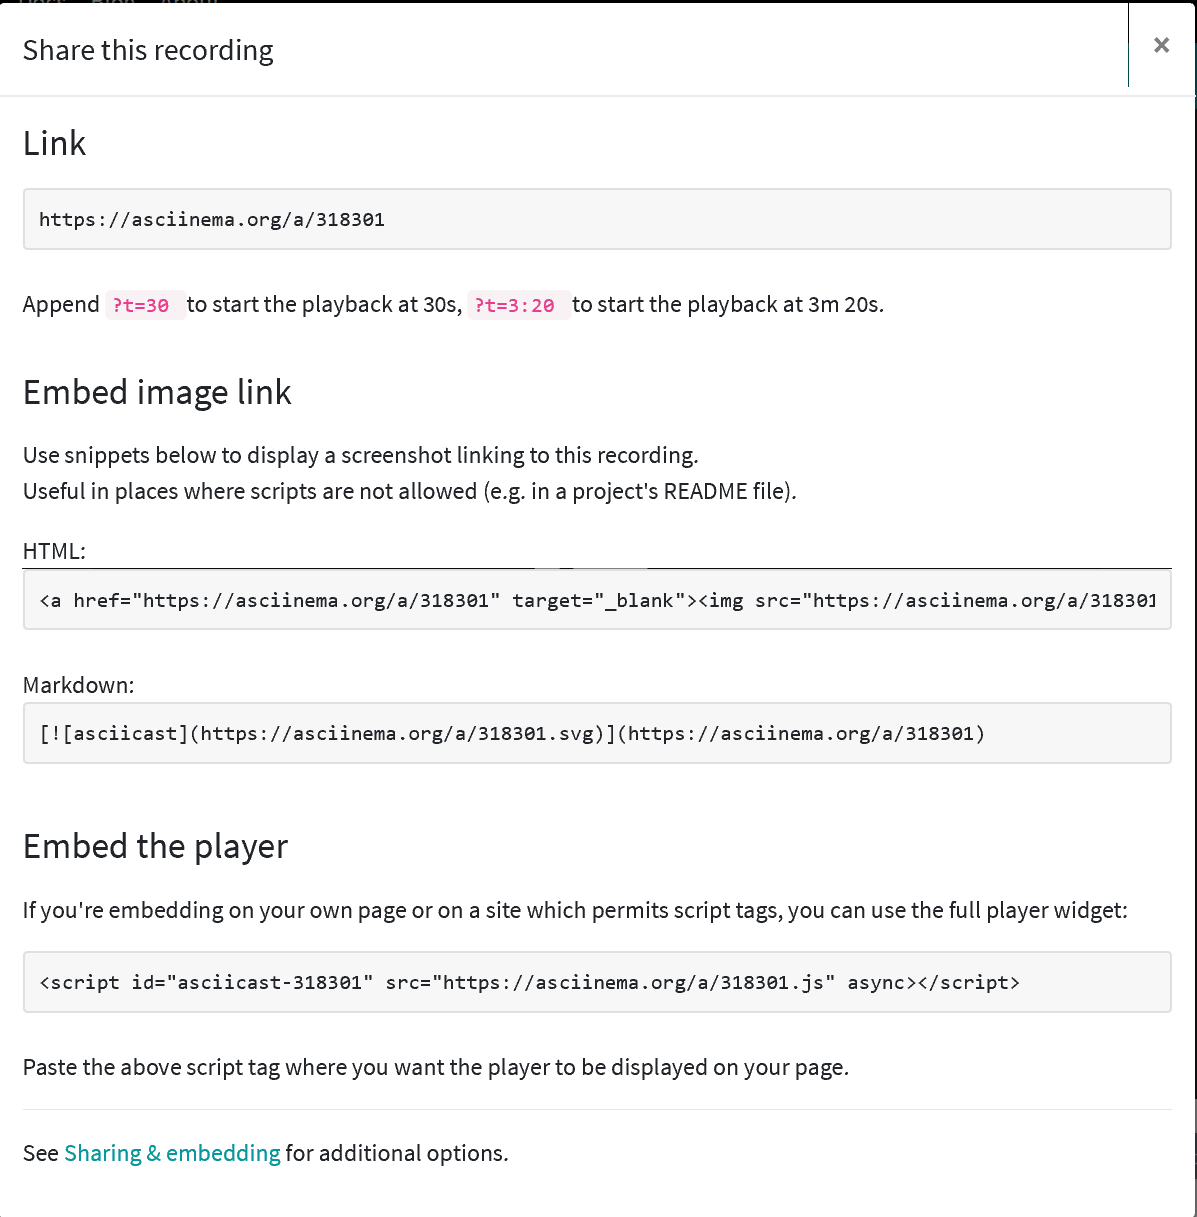 Share this recording
×
Link
https://asciinema.org/a/318301
Append ?t=30 to start the playback at 30s, ?t=3:20 to start the playback at 3m 20s.
Embed image link
Use snippets below to display a screenshot linking to this recording.
Useful in places where scripts are not allowed (e.g. in a project's README file).
HTML:
<a href="https://asciinema.org/a/318301" target="_blank"><img src="https://asciinema.org/a/318301
Markdown:
[![asciicast](https://asciinema.org/a/318301.svg)](https://asciinema.org/a/318301)
Embed the player
If you're embedding on your own page or on a site which permits script tags, you can use the full player widget:
<script id="asciicast-318301" src="https://asciinema.org/a/318301.js" async></script>
Paste the above script tag where you want the player to be displayed on your page.
See Sharing & embedding for additional options.